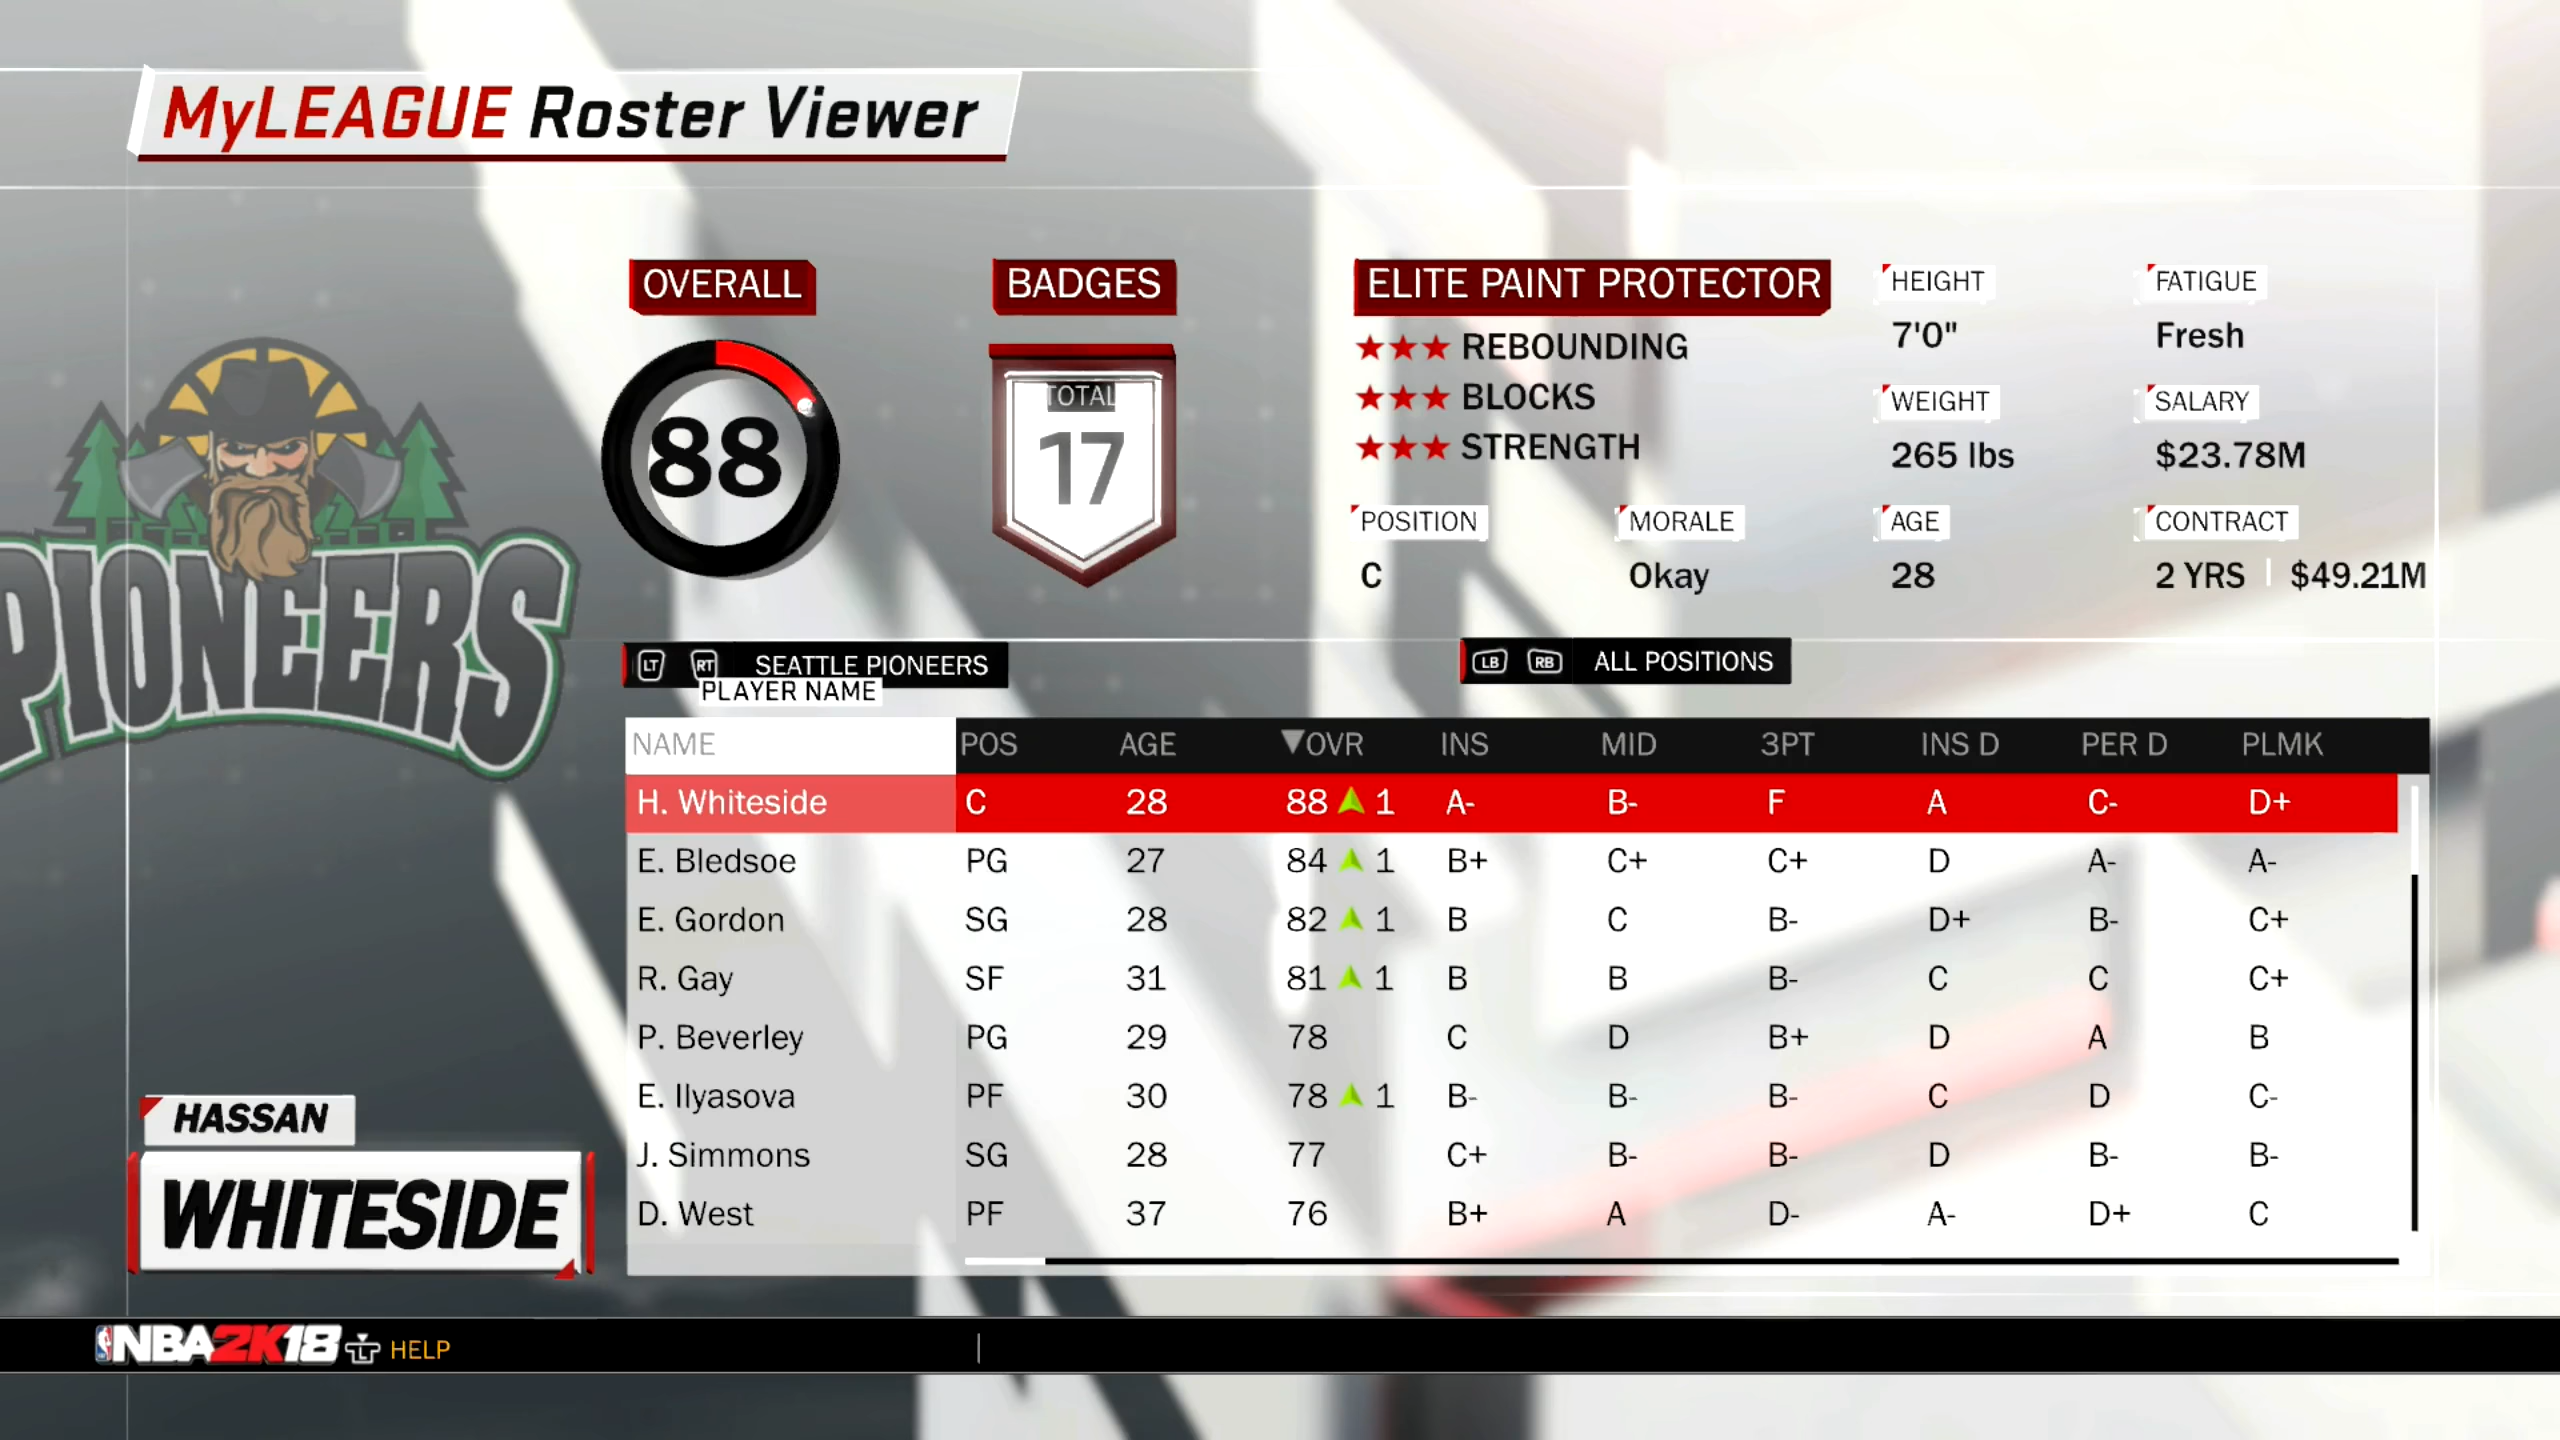 MyLEAGUE Roster Viewer
OVERALL
88
BADGES
TOTAL
17
ELITE PAINT PROTECTOR
★★★ REBOUNDING
★★★ BLOCKS
★★★ STRENGTH
POSITION
C
MORALE
Okay
HEIGHT
7'0"
WEIGHT
265 lbs
AGE
28
FATIGUE
Fresh
SALARY
$23.78M
CONTRACT
2 YRS | $49.21M
PIONEERS
LT RT SEATTLE PIONEERS
LB RB ALL POSITIONS
PLAYER NAME
NAME POS AGE ▼OVR INS MID 3PT INS D PER D PLMK
H. Whiteside C 28 88 ▲ 1 A- B- F A C- D+
E. Bledsoe PG 27 84 ▲ 1 B+ C+ C+ D A- A-
E. Gordon SG 28 82 ▲ 1 B C B- D+ B- C+
R. Gay SF 31 81 ▲ 1 B B B- C C C+
P. Beverley PG 29 78 C D B+ D A B
E. Ilyasova PF 30 78 ▲ 1 B- B- B- C D C-
J. Simmons SG 28 77 C+ B- B- D B- B-
D. West PF 37 76 B+ A D- A- D+ C
HASSAN
WHITESIDE
NBA2K18 L HELP